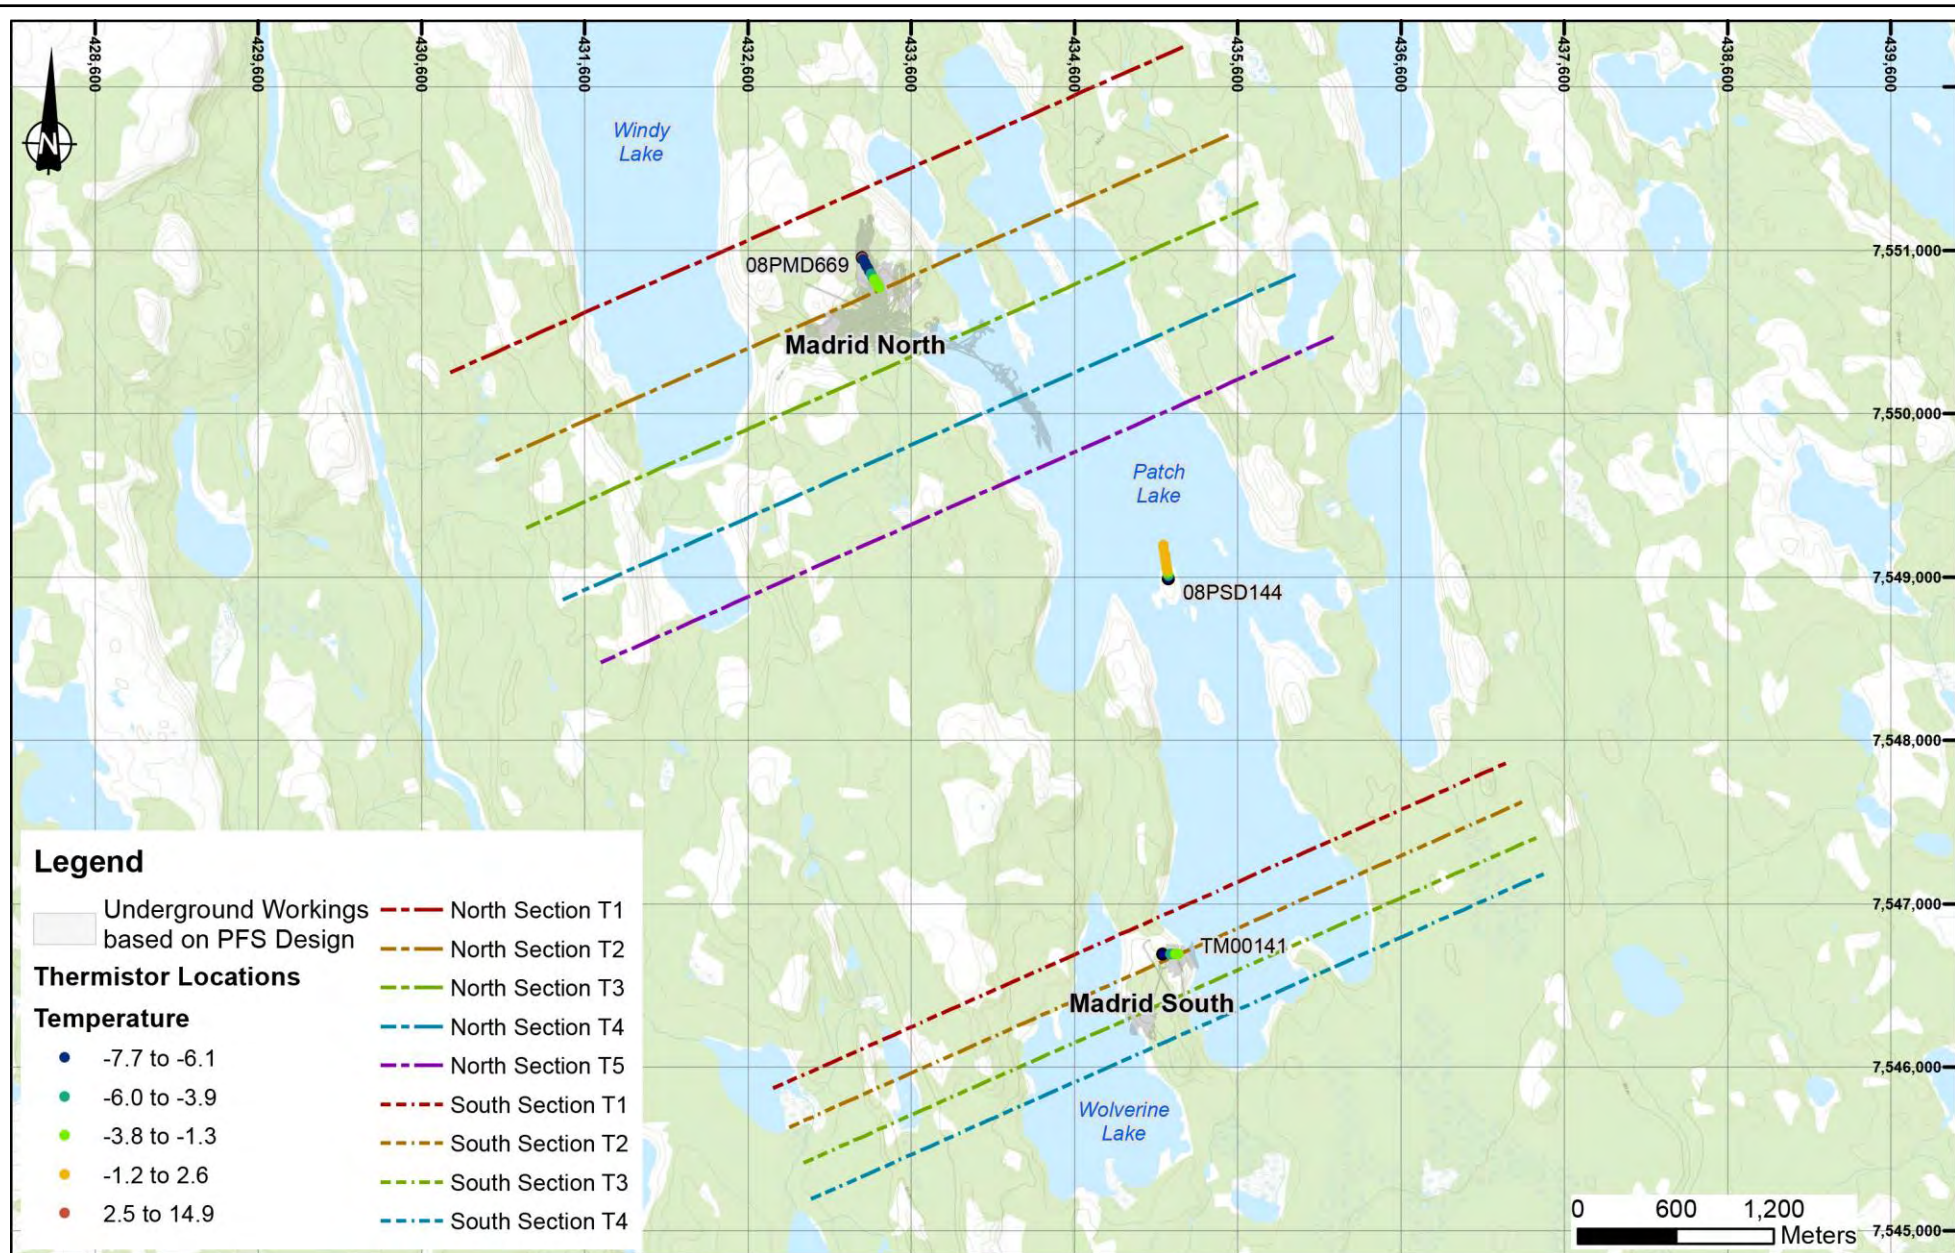 428,600
429,600
430,600
431,600
432,600
433,600
434,600
435,600
436,600
437,600
438,600
439,600
N
Windy
Lake
7,551,000
08PMD669
Madrid North
7,550,000
Patch
Lake
7,549,000
08PSD144
7,548,000
7,547,000
TM00141
Madrid South
7,546,000
Wolverine
Lake
7,545,000
Legend
Underground Workings
based on PFS Design
Thermistor Locations
Temperature
-7.7 to -6.1
-6.0 to -3.9
-3.8 to -1.3
-1.2 to 2.6
2.5 to 14.9
North Section T1
North Section T2
North Section T3
North Section T4
North Section T5
South Section T1
South Section T2
South Section T3
South Section T4
0 600 1,200
Meters